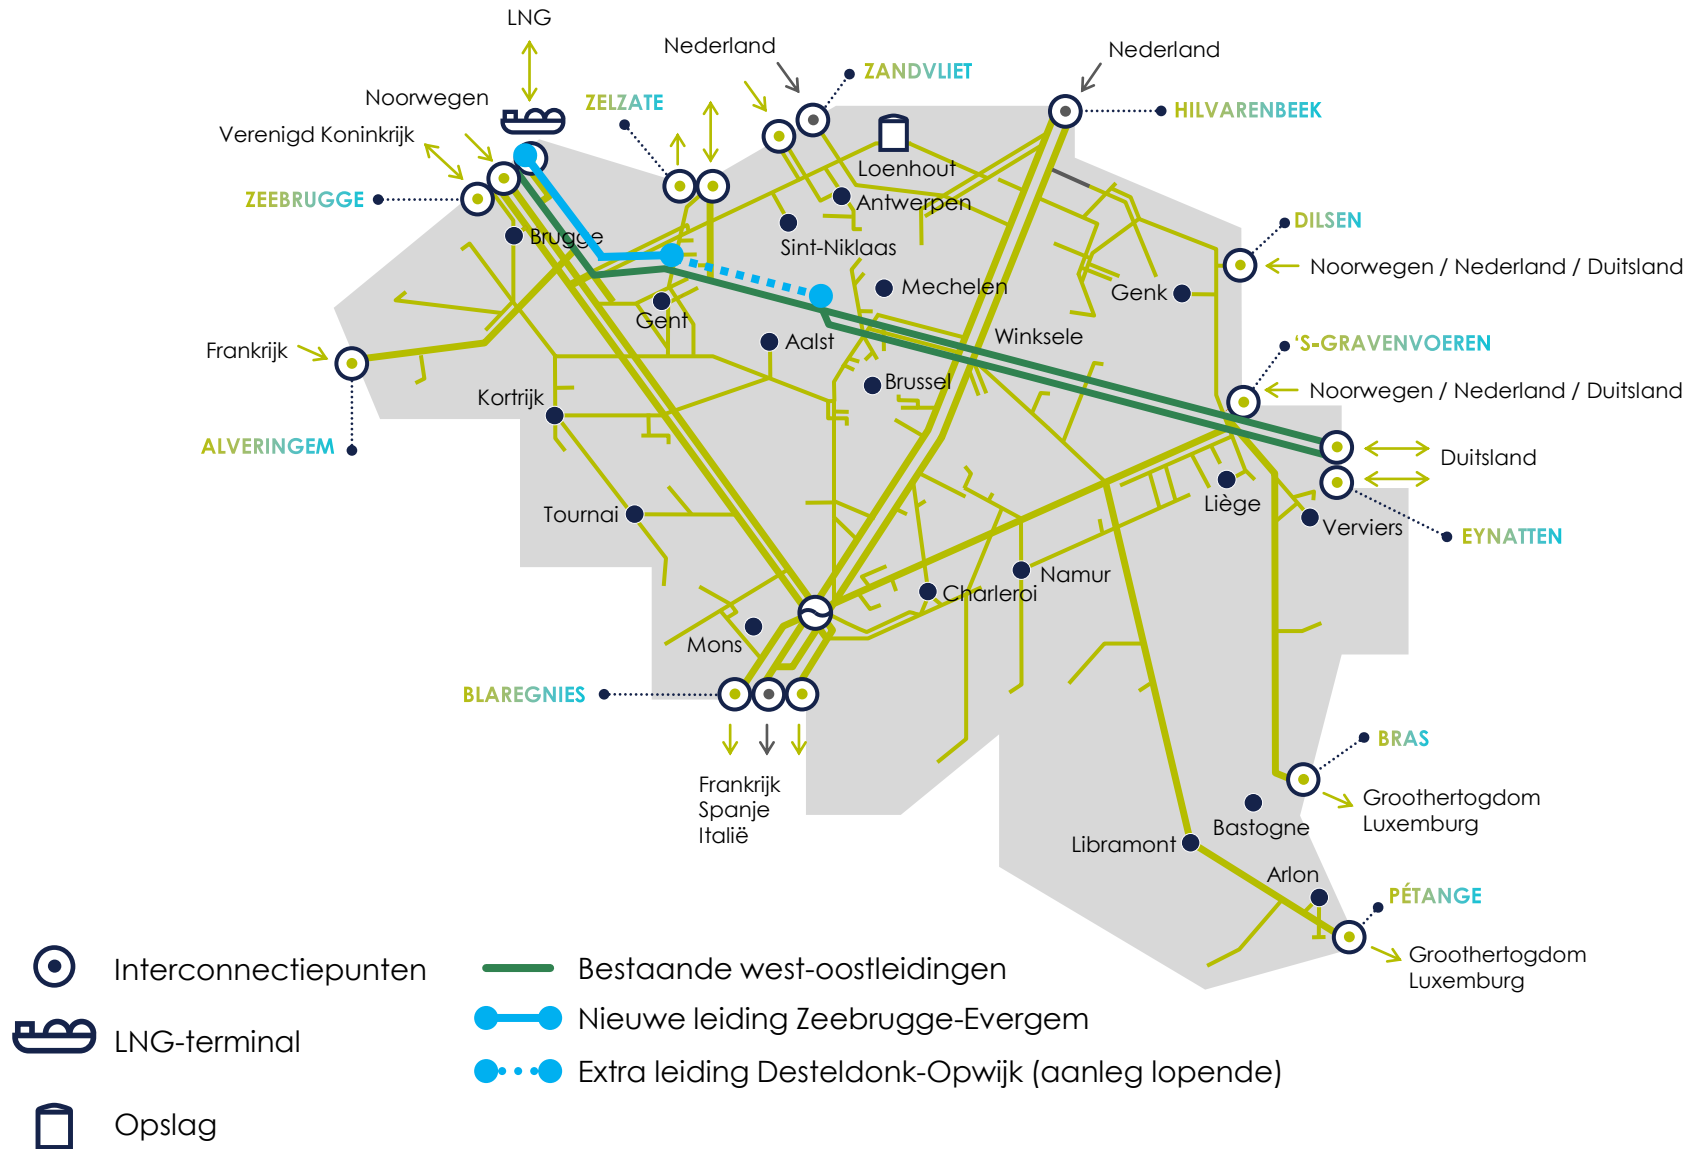 LNG
Nederland
Nederland
ZANDVLIET
Noorwegen
ZELZATE
HILVARENBEEK
Verenigd Koninkrijk
Loenhout
ZEEBRUGGE
Antwerpen
DILSEN
Brugge
Sint-Niklaas
Noorwegen / Nederland / Duitsland
Mechelen
Genk
Gent
Winksele
Aalst
'S-GRAVENVOEREN
Frankrijk
Brussel
Noorwegen / Nederland / Duitsland
Kortrijk
ALVERINGEM
Duitsland
Liège
Tournai
Verviers
EYNATTEN
Namur
Charleroi
Mons
BLAREGNIES
BRAS
Frankrijk
Spanje
Italië
Groothertogdom
Luxemburg
Bastogne
Libramont
Arlon
PÉTANGE
Groothertogdom
Luxemburg
Interconnectiepunten
LNG-terminal
Opslag
Bestaande west-oostleidingen
Nieuwe leiding Zeebrugge-Evergem
Extra leiding Desteldonk-Opwijk (aanleg lopende)